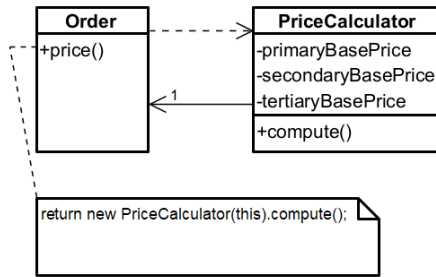 Order
+price()
PriceCalculator
-primaryBasePrice
-secondaryBasePrice
-tertiaryBasePrice
+compute()
1
return new PriceCalculator(this).compute();